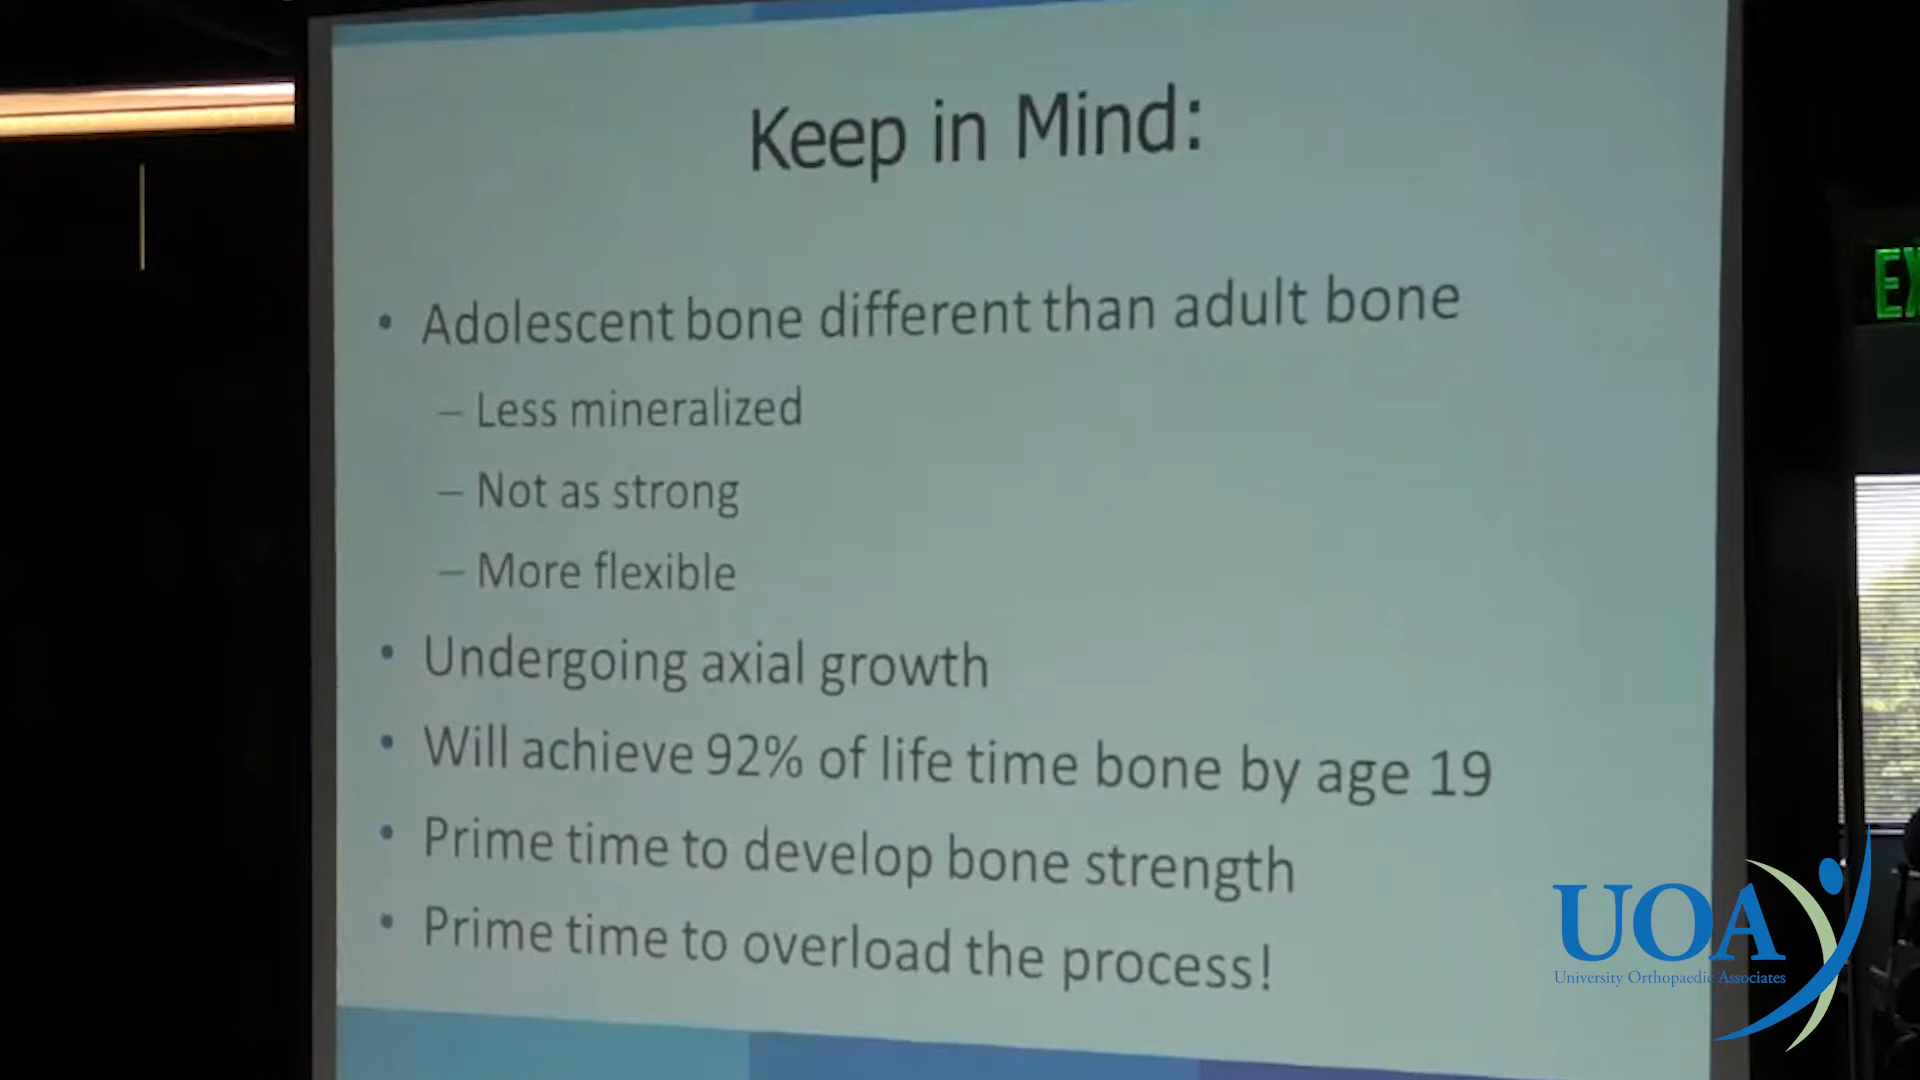 Keep in Mind:
• Adolescent bone different than adult bone
– Less mineralized
– Not as strong
– More flexible
• Undergoing axial growth
• Will achieve 92% of life time bone by age 19
• Prime time to develop bone strength
• Prime time to overload the process!
EX
UOA
University Orthopaedic Associates